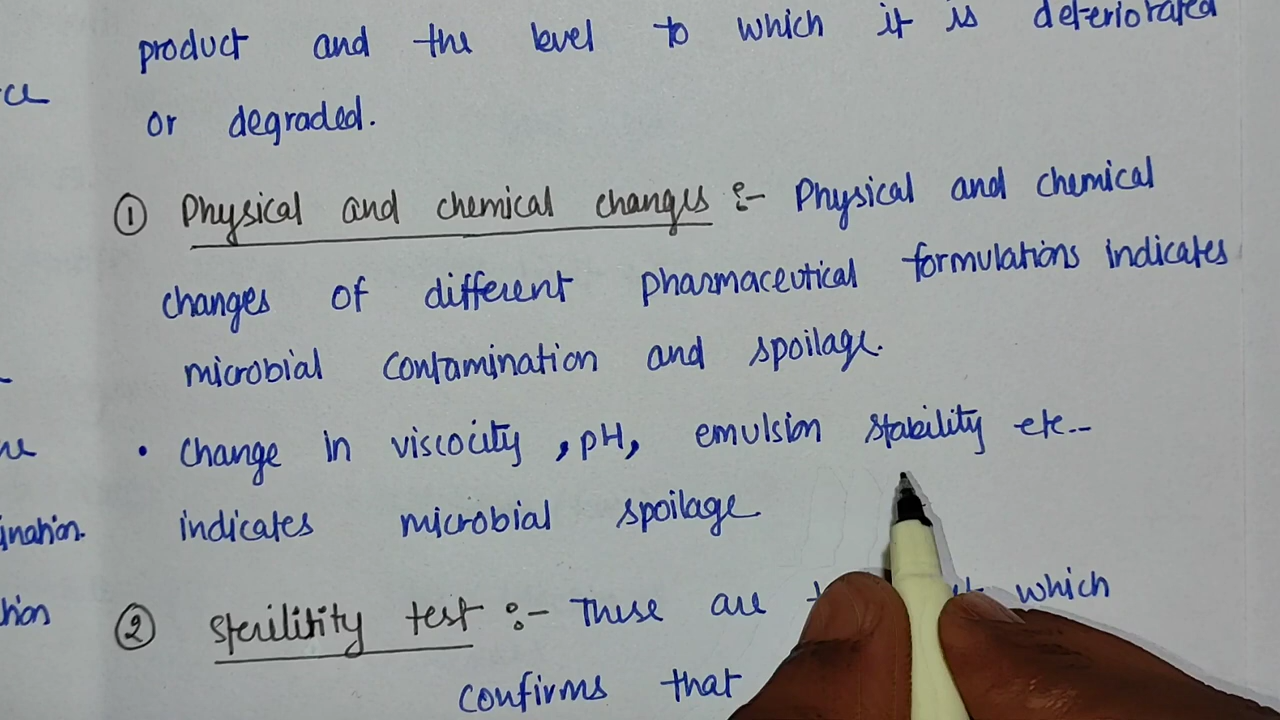 product and the level to which it is deteriorated
or degraded.
① Physical and chemical changes :- Physical and chemical
changes of different pharmaceutical formulations indicates
microbial contamination and spoilage.
• Change in viscocity, pH, emulsion stability etc..
indicates microbial spoilage
② Sterilitity test :- These are which
confirms that